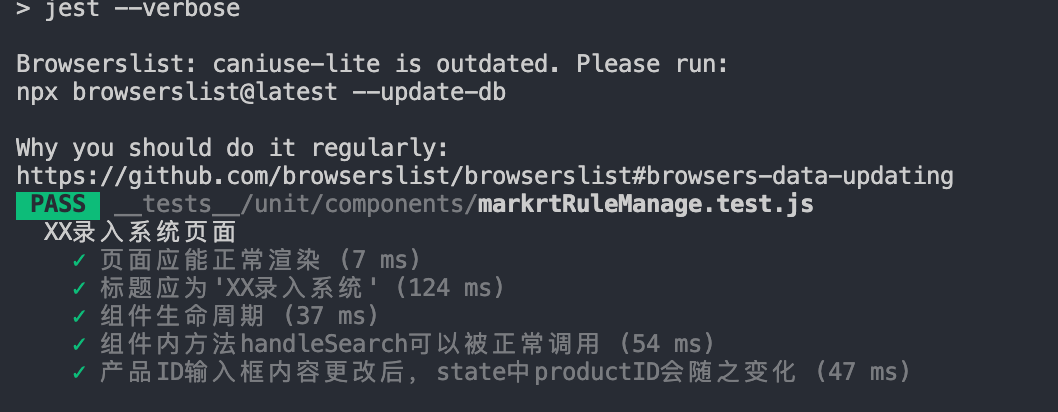 > jest --verbose
Browserslist: caniuse-lite is outdated. Please run:
npx browserslist@latest --update-db
Why you should do it regularly:
https://github.com/browserslist/browserslist#browsers-data-updating
PASS __tests__/unit/components/markrtRuleManage.test.js
XX录入系统页面
✓ 页面应能正常渲染 (7 ms)
✓ 标题应为'XX录入系统' (124 ms)
✓ 组件生命周期 (37 ms)
✓ 组件内方法handleSearch可以被正常调用 (54 ms)
✓ 产品ID输入框内容更改后, state中productID会随之变化 (47 ms)